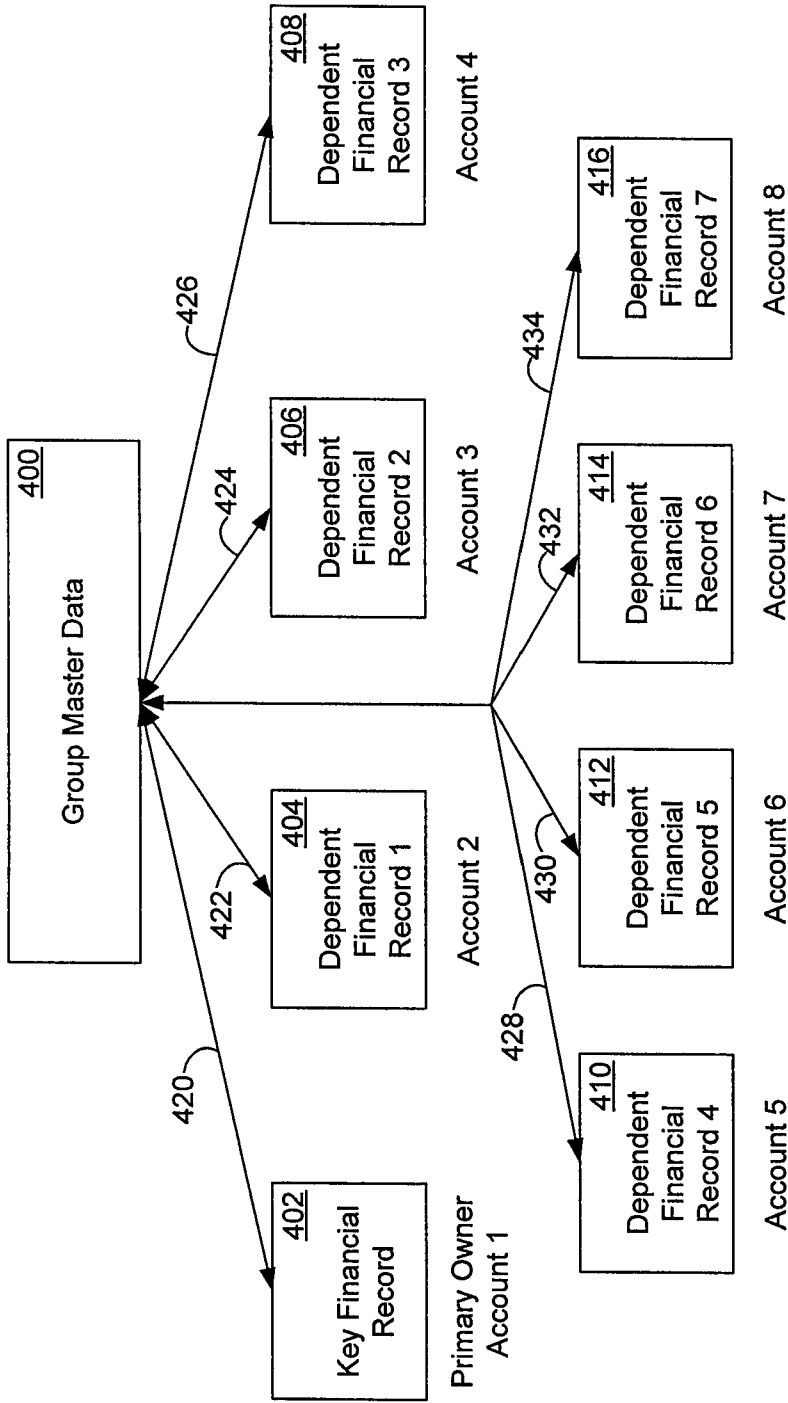 400
Group Master Data
420
422
424
426
402
Key Financial
Record
Primary Owner
Account 1
404
Dependent
Financial
Record 1
Account 2
406
Dependent
Financial
Record 2
Account 3
408
Dependent
Financial
Record 3
Account 4
428
430
432
434
410
Dependent
Financial
Record 4
Account 5
412
Dependent
Financial
Record 5
Account 6
414
Dependent
Financial
Record 6
Account 7
416
Dependent
Financial
Record 7
Account 8